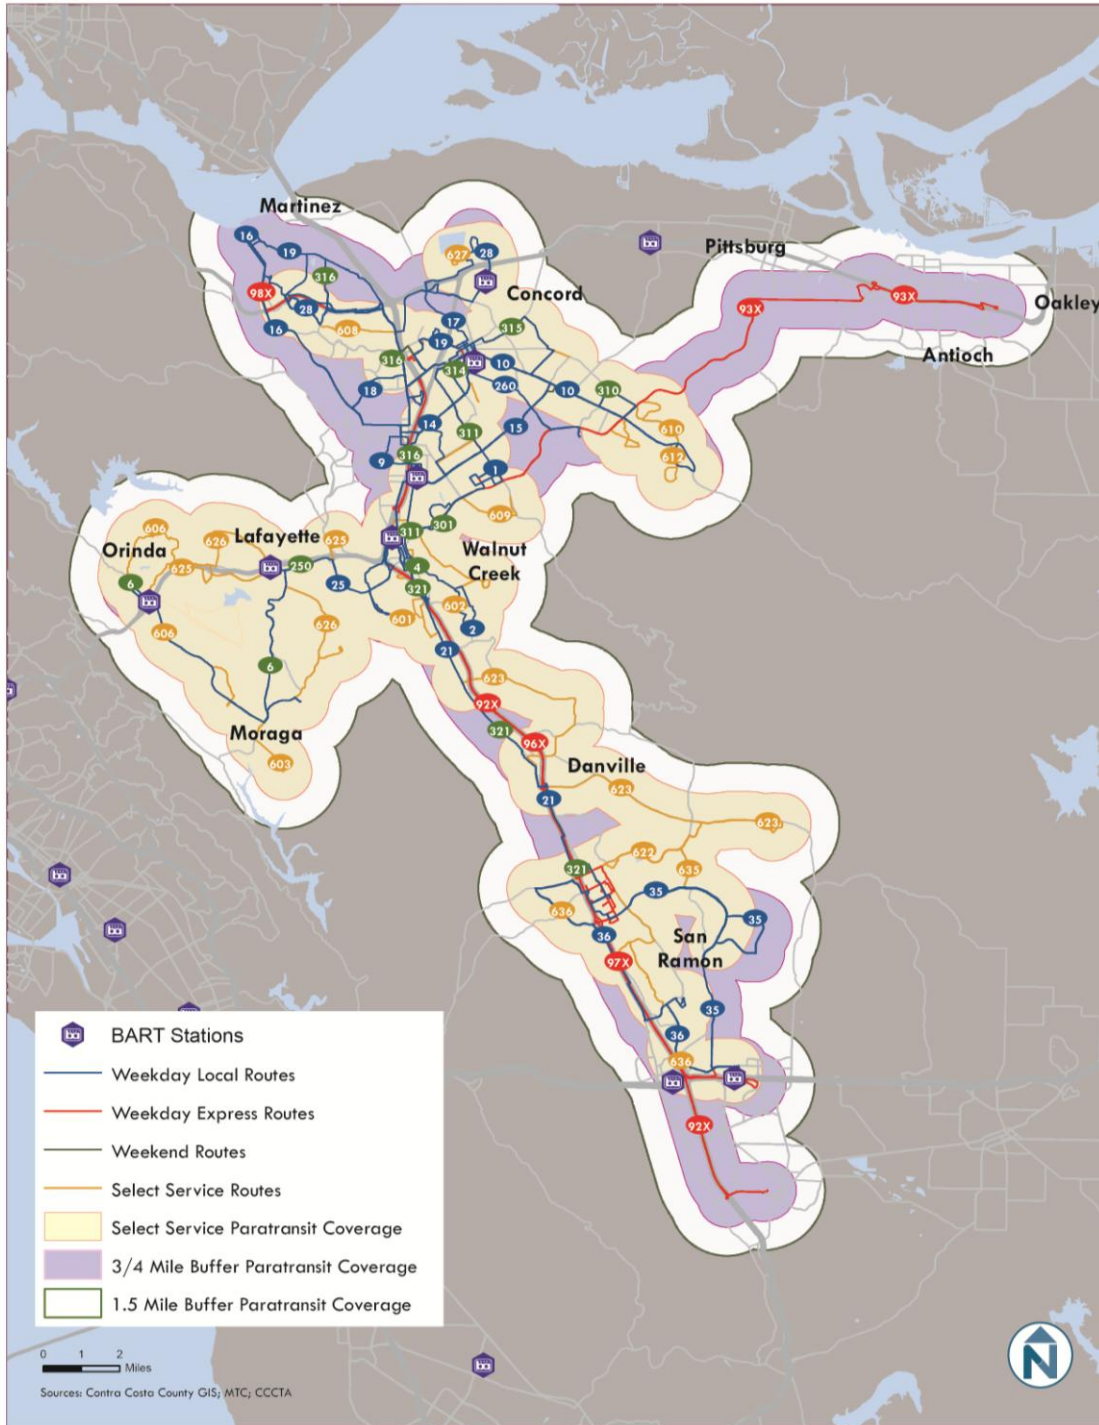 Martinez
16
19
28
627
316
Concord
Pittsburg
98X
28
16
608
17
315
93X
93X
Oakley
19
316
314
10
Antioch
18
260
10
310
14
311
15
610
316
9
1
612
609
606
626
Lafayette
625
311
301
Orinda
625
250
Walnut
Creek
6
25
4
321
602
601
606
626
2
21
6
623
92X
321
96X
Moraga
603
Danville
623
21
623
622
321
635
35
636
35
36
San
Ramon
97X
35
36
636
92X
BART Stations
Weekday Local Routes
Weekday Express Routes
Weekend Routes
Select Service Routes
Select Service Paratransit Coverage
3/4 Mile Buffer Paratransit Coverage
1.5 Mile Buffer Paratransit Coverage
0 1 2
Miles
Sources: Contra Costa County GIS; MTC; CCCTA
N